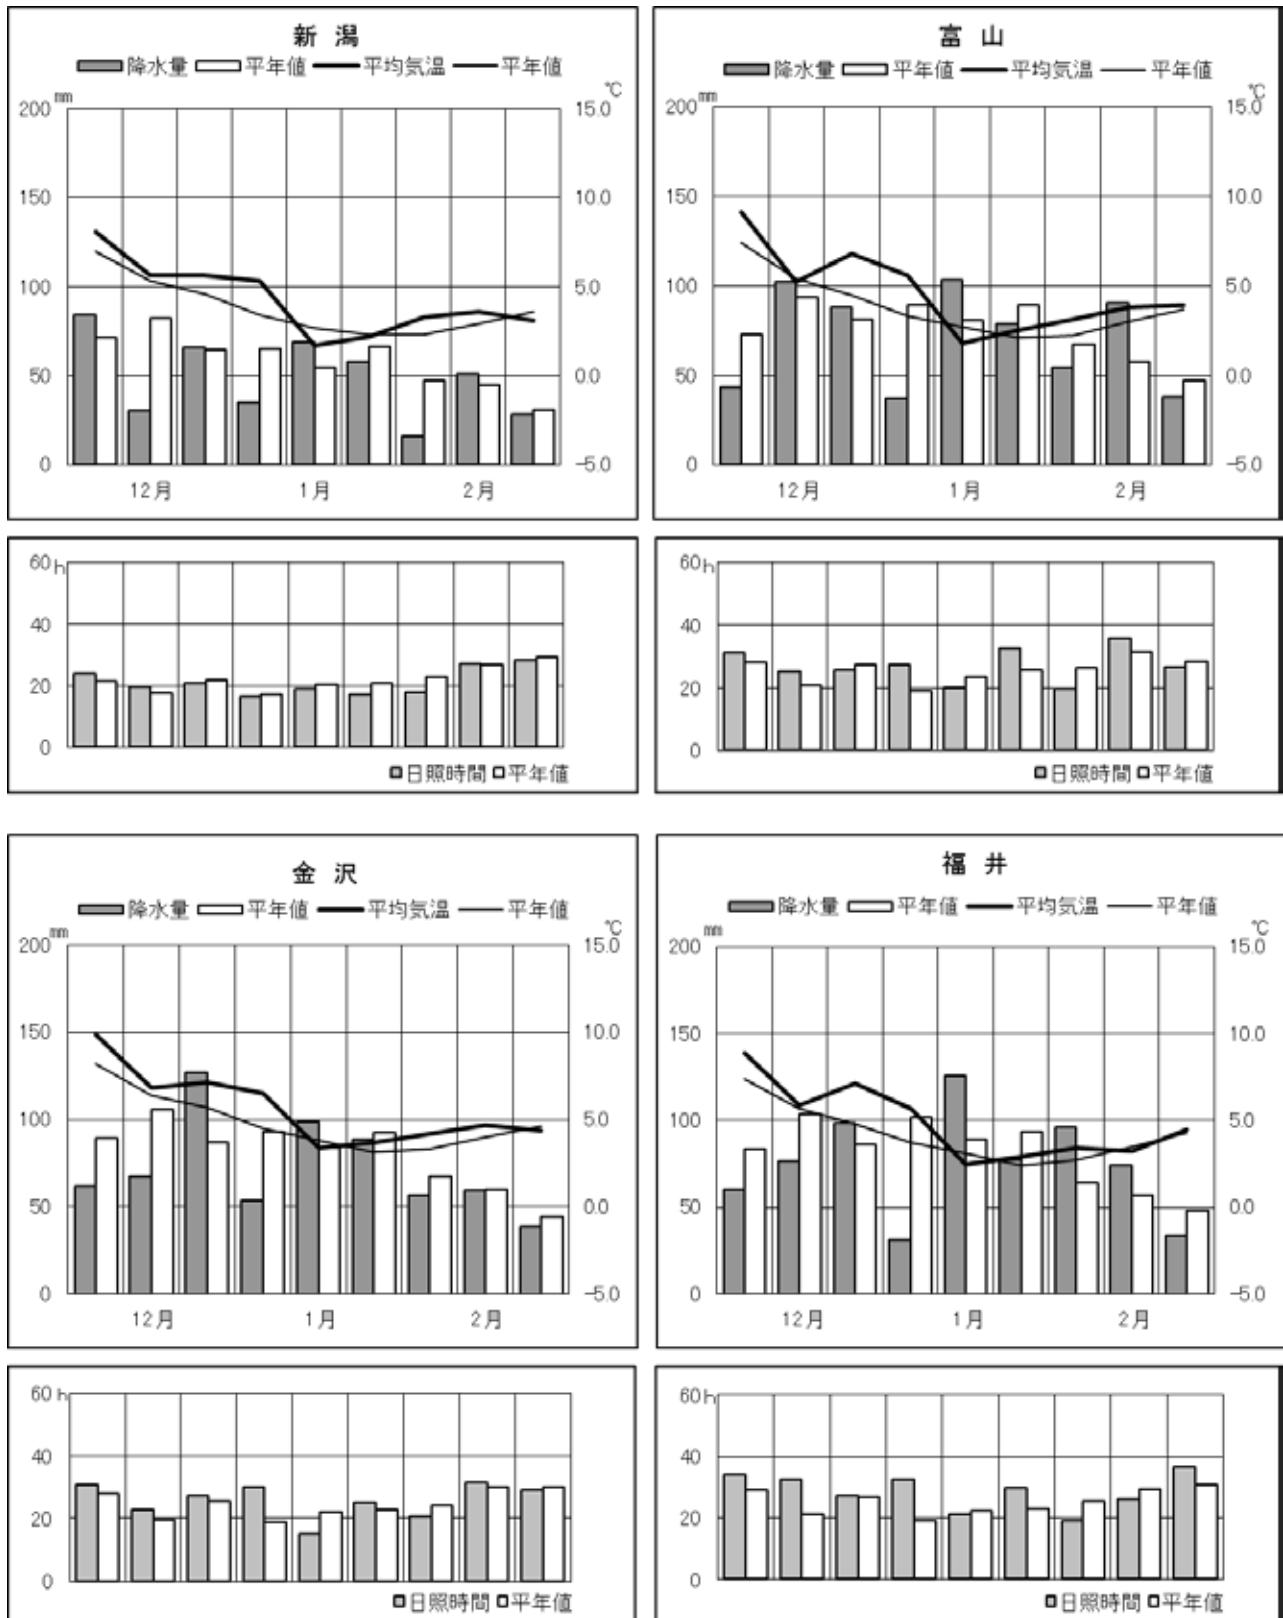 新 潟
降水量 平年値 平均気温 平年値
mm ℃
200 15.0
150 10.0
100 5.0
50 0.0
0 -5.0
12月 1月 2月
60 h
40
20
0
日照時間 平年値
富 山
降水量 平年値 平均気温 平年値
mm ℃
200 15.0
150 10.0
100 5.0
50 0.0
0 -5.0
12月 1月 2月
60 h
40
20
0
日照時間 平年値
金 沢
降水量 平年値 平均気温 平年値
mm ℃
200 15.0
150 10.0
100 5.0
50 0.0
0 -5.0
12月 1月 2月
60 h
40
20
0
日照時間 平年値
福 井
降水量 平年値 平均気温 平年値
mm ℃
200 15.0
150 10.0
100 5.0
50 0.0
0 -5.0
12月 1月 2月
60 h
40
20
0
日照時間 平年値